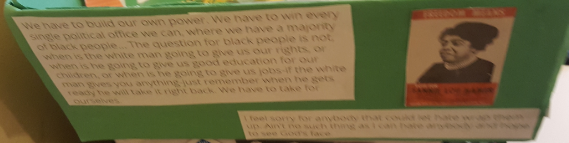 We have to build our own power. We have to win every
single political office we can, where we have a majority
of black people... The question for black people is not,
when is the white man going to give us our rights, or
when is he going to give us good education for our
children, or when is he going to give us jobs-if the white
man gives you anything just remember when he gets
ready he will take it right back. We have to take for
ourselves.
FREEDOM
I feel sorry for anybody that could let hate wrap them
up. Ain't no such thing as I can hate anybody and hope
to see God's face.